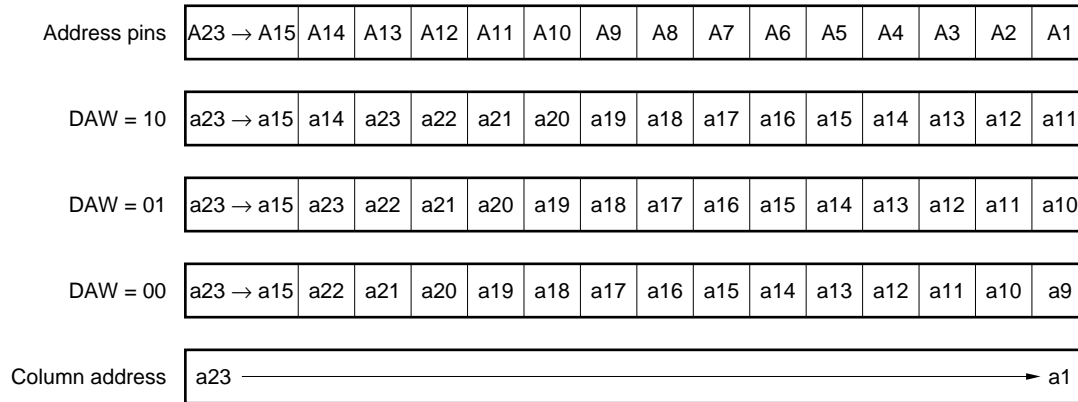 Address pins A23 → A15 A14 A13 A12 A11 A10 A9 A8 A7 A6 A5 A4 A3 A2 A1
DAW = 10 a23 → a15 a14 a23 a22 a21 a20 a19 a18 a17 a16 a15 a14 a13 a12 a11
DAW = 01 a23 → a15 a23 a22 a21 a20 a19 a18 a17 a16 a15 a14 a13 a12 a11 a10
DAW = 00 a23 → a15 a22 a21 a20 a19 a18 a17 a16 a15 a14 a13 a12 a11 a10 a9
Column address a23 → a1